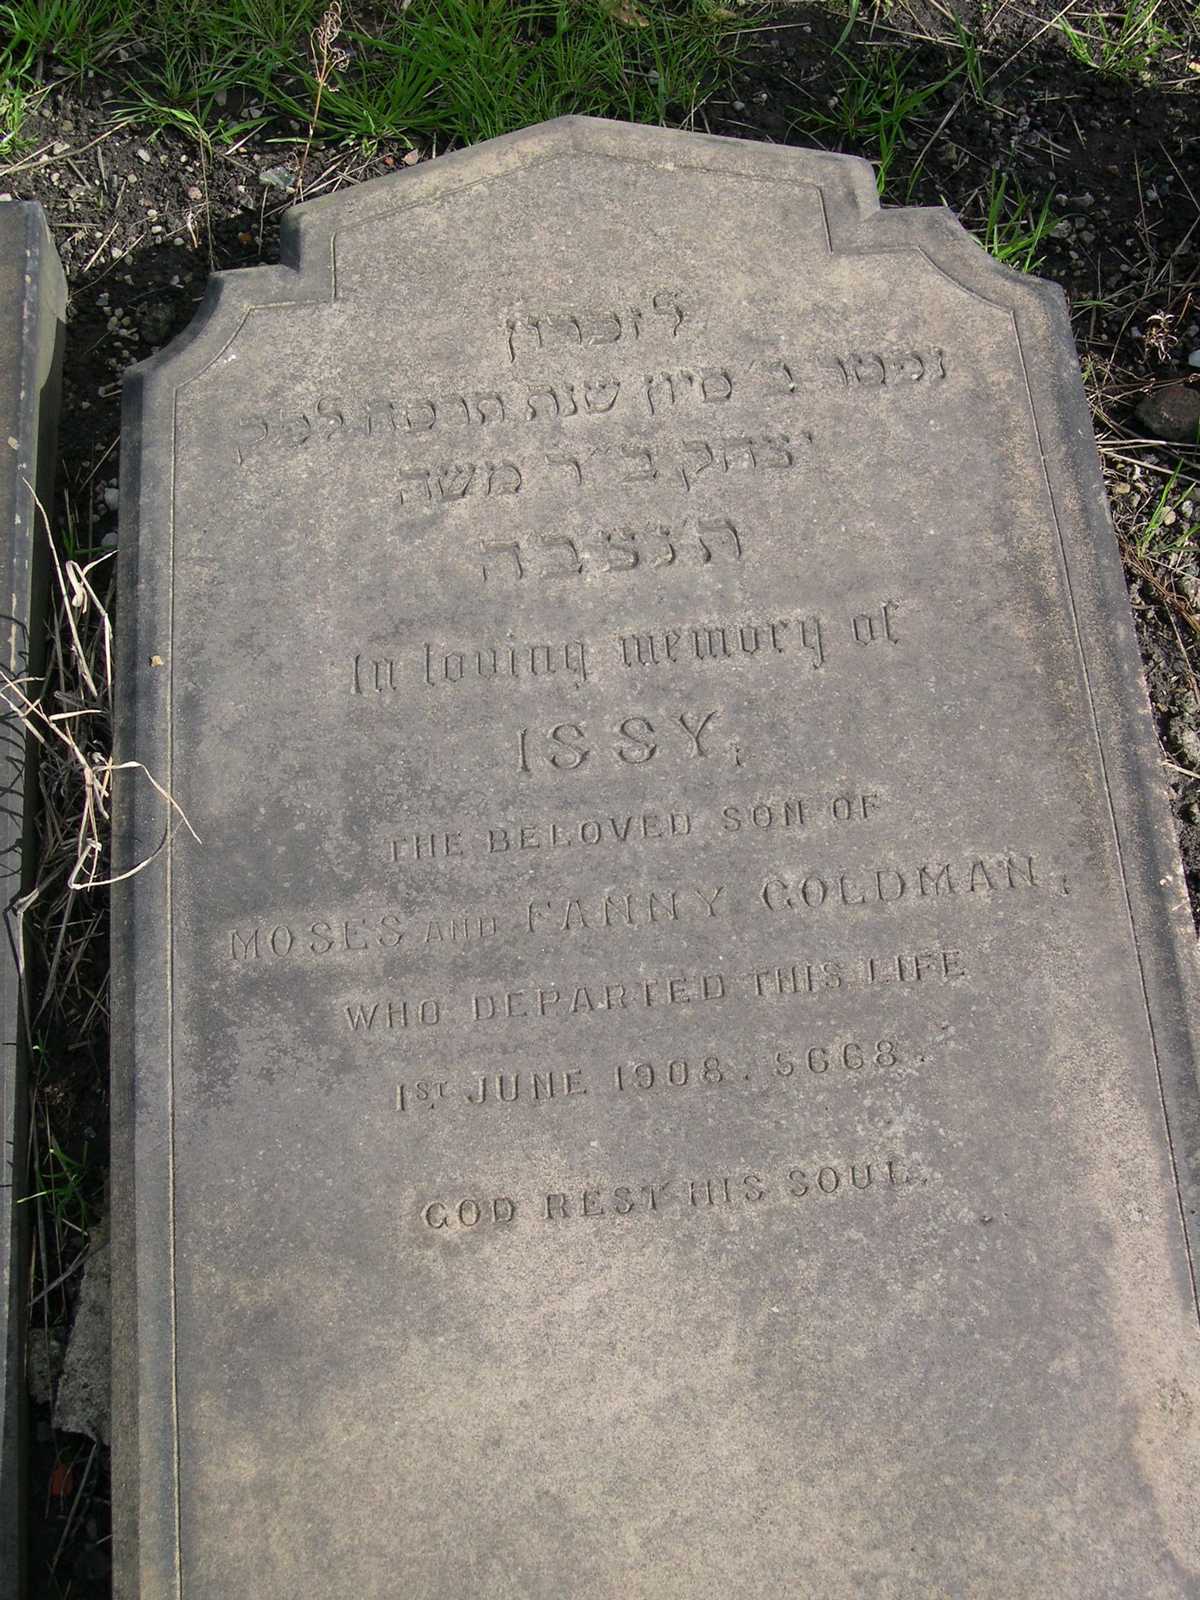 לזכרון
נפטר ב׳ סיון שנת תרסח לפק
יצחק ב״ר משה
ת׳נ׳צ׳ב׳ה
In loving memory of
ISSY,
THE BELOVED SON OF
MOSES AND FANNY GOLDMAN,
WHO DEPARTED THIS LIFE
1ST JUNE 1908. 5668.
GOD REST HIS SOUL.